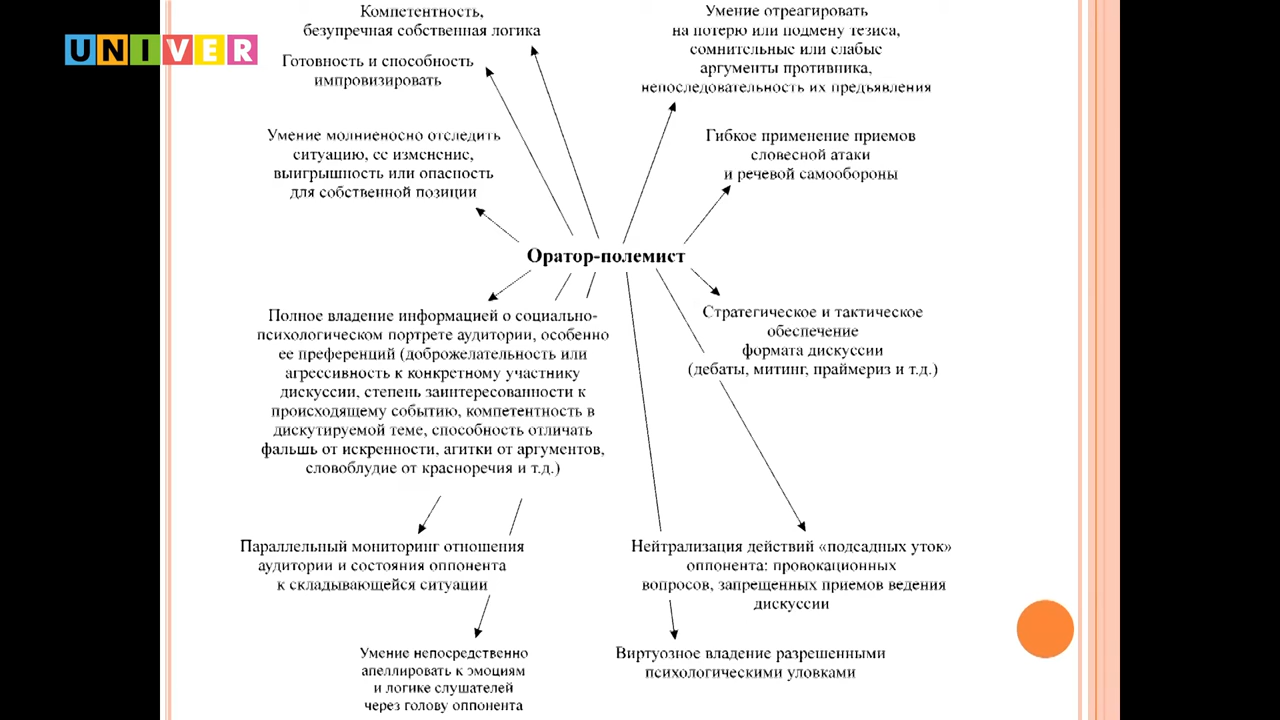 UNIVER
Компетентность,
безупречная собственная логика
Готовность и способность
импровизировать
Умение молниеносно отследить
ситуацию, ее изменение,
выигрышность или опасность
для собственной позиции
Умение отреагировать
на потерю или подмену тезиса,
сомнительные или слабые
аргументы противника,
непоследовательность их предъявления
Гибкое применение приемов
словесной атаки
и речевой самообороны
Оратор-полемист
Полное владение информацией о социально-
психологическом портрете аудитории, особенно
ее преференций (доброжелательность или
агрессивность к конкретному участнику
дискуссии, степень заинтересованности к
происходящему событию, компетентность в
дискутируемой теме, способность отличать
фальшь от искренности, агитки от аргументов,
словоблудие от красноречия и т.д.)
Стратегическое и тактическое
обеспечение
формата дискуссии
(дебаты, митинг, праймериз и т.д.)
Параллельный мониторинг отношения
аудитории и состояния оппонента
к складывающейся ситуации
Нейтрализация действий «подсадных уток»
оппонента: провокационных
вопросов, запрещенных приемов ведения
дискуссии
Умение непосредственно
апеллировать к эмоциям
и логике слушателей
через голову оппонента
Виртуозное владение разрешенными
психологическими уловками